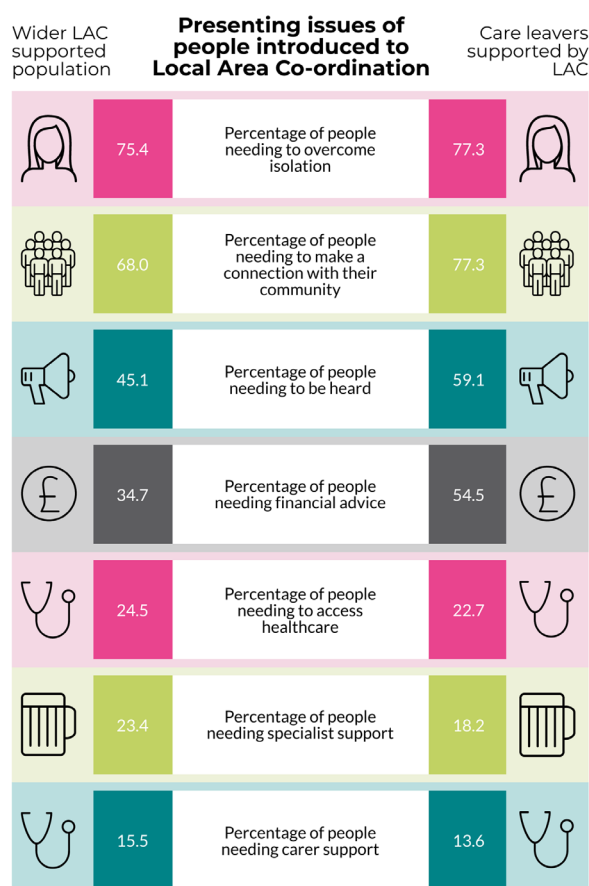 Wider LAC
supported
population
Presenting issues of
people introduced to
Local Area Co-ordination
Care leavers
supported by
LAC
75.4
Percentage of people
needing to overcome
isolation
77.3
68.0
Percentage of people
needing to make a
connection with their
community
77.3
45.1
Percentage of people
needing to be heard
59.1
£
34.7
Percentage of people
needing financial advice
54.5
£
24.5
Percentage of people
needing to access
healthcare
22.7
23.4
Percentage of people
needing specialist support
18.2
15.5
Percentage of people
needing carer support
13.6